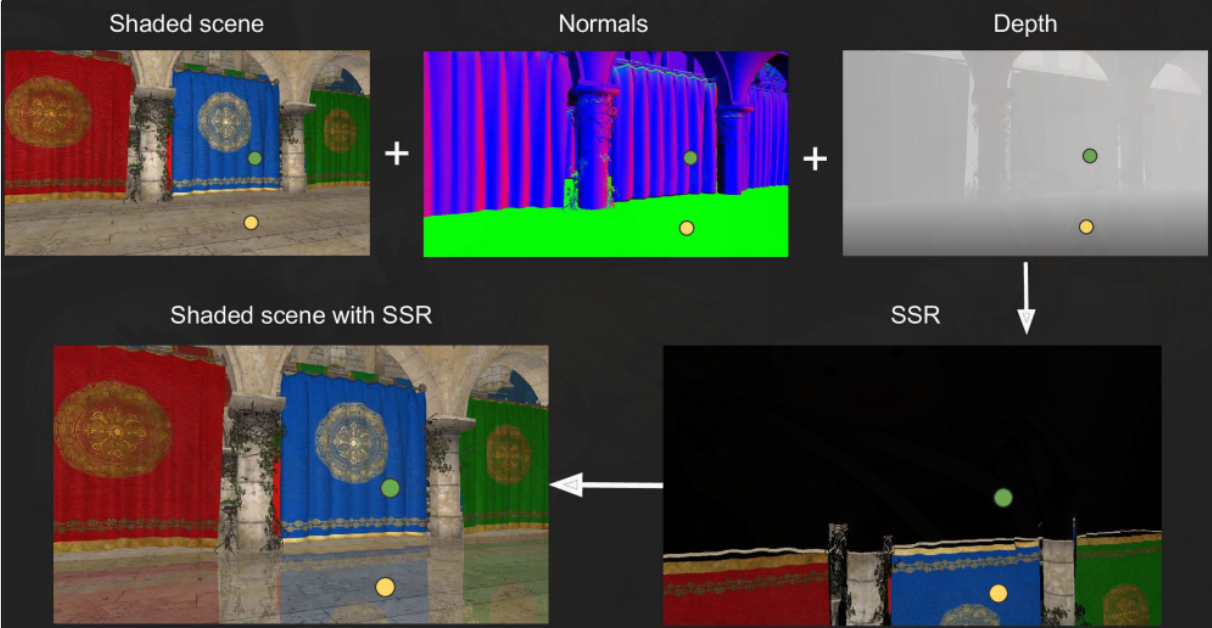 Shaded scene
Normals
Depth
+
+
Shaded scene with SSR
SSR